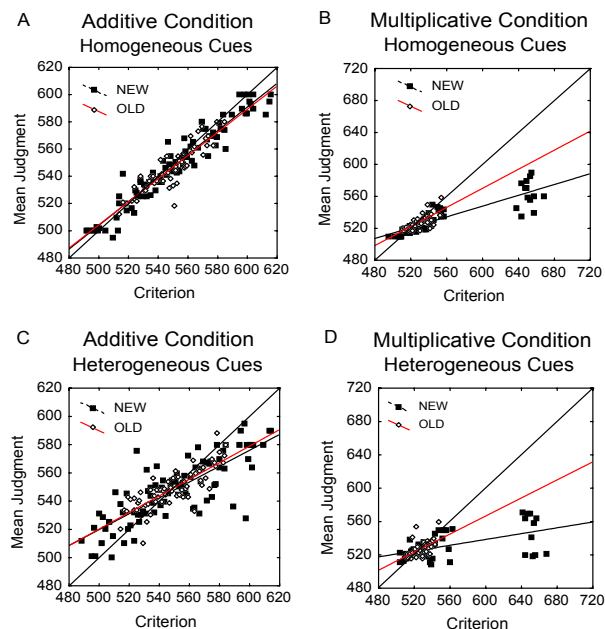 A
Additive Condition
Homogeneous Cues
NEW
OLD
Mean Judgment
620
600
580
560
540
520
500
480
480 500 520 540 560 580 600 620
Criterion
B
Multiplicative Condition
Homogeneous Cues
NEW
OLD
Mean Judgment
720
680
640
600
560
520
480
480 520 560 600 640 680 720
Criterion
C
Additive Condition
Heterogeneous Cues
NEW
OLD
Mean Judgment
620
600
580
560
540
520
500
480
480 500 520 540 560 580 600 620
Criterion
D
Multiplicative Condition
Heterogeneous Cues
NEW
OLD
Mean Judgment
720
680
640
600
560
520
480
480 520 560 600 640 680 720
Criterion